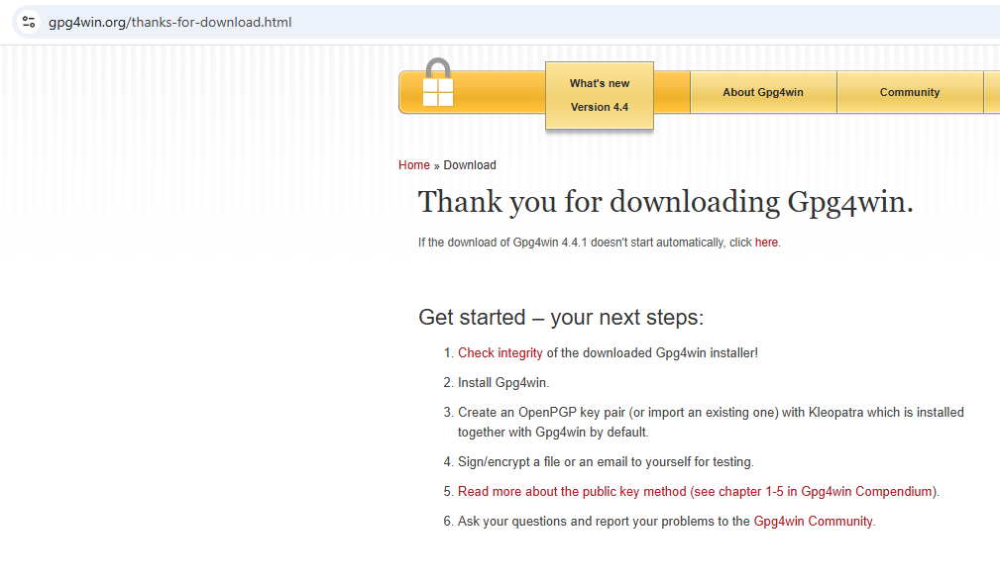 gpg4win.org/thanks-for-download.html
What's new
Version 4.4
About Gpg4win
Community
Home » Download
Thank you for downloading Gpg4win.
If the download of Gpg4win 4.4.1 doesn't start automatically, click here.
Get started – your next steps:
1. Check integrity of the downloaded Gpg4win installer!
2. Install Gpg4win.
3. Create an OpenPGP key pair (or import an existing one) with Kleopatra which is installed
together with Gpg4win by default.
4. Sign/encrypt a file or an email to yourself for testing.
5. Read more about the public key method (see chapter 1-5 in Gpg4win Compendium).
6. Ask your questions and report your problems to the Gpg4win Community.